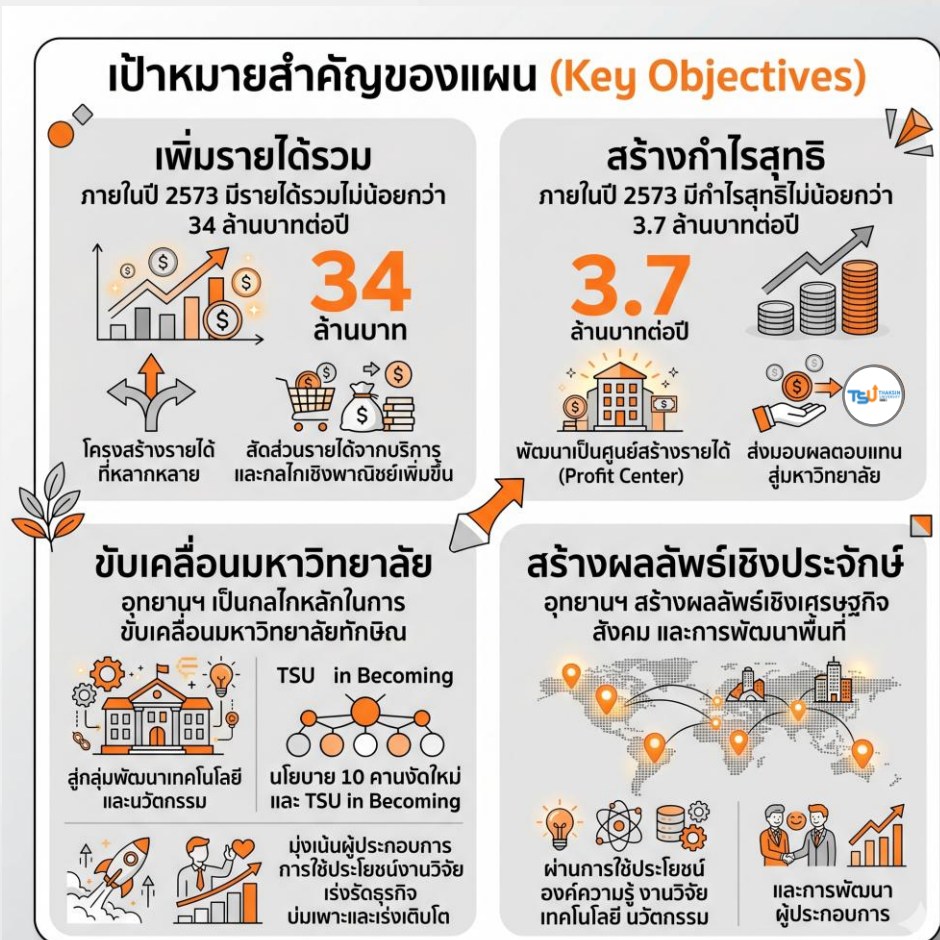 เป้าหมายสำคัญของแผน (Key Objectives)
เพิ่มรายได้รวม
ภายในปี 2573 มีรายได้รวมไม่น้อยกว่า
34 ล้านบาทต่อปี
34
ล้านบาท
โครงสร้างรายได้
ที่หลากหลาย
สัดส่วนรายได้จากบริการ
และกลไกเชิงพาณิชย์เพิ่มขึ้น
สร้างกำไรสุทธิ
ภายในปี 2573 มีกำไรสุทธิไม่น้อยกว่า
3.7 ล้านบาทต่อปี
3.7
ล้านบาทต่อปี
พัฒนาเป็นศูนย์สร้างรายได้
(Profit Center)
TSU THAKSIN
UNIVERSITY
ส่งมอบผลตอบแทน
สู่มหาวิทยาลัย
ขับเคลื่อนมหาวิทยาลัย
อุทยานฯ เป็นกลไกหลักในการ
ขับเคลื่อนมหาวิทยาลัยทักษิณ
สู่กลุ่มพัฒนาเทคโนโลยี
และนวัตกรรม
TSU in Becoming
นโยบาย 10 คานงัดใหม่
และ TSU in Becoming
มุ่งเน้นผู้ประกอบการ
การใช้ประโยชน์งานวิจัย
เร่งรัดธุรกิจ
บ่มเพาะและเร่งเติบโต
สร้างผลลัพธ์เชิงประจักษ์
อุทยานฯ สร้างผลลัพธ์เชิงเศรษฐกิจ
สังคม และการพัฒนาพื้นที่
ผ่านการใช้ประโยชน์
องค์ความรู้ งานวิจัย
เทคโนโลยี นวัตกรรม
และการพัฒนา
ผู้ประกอบการ